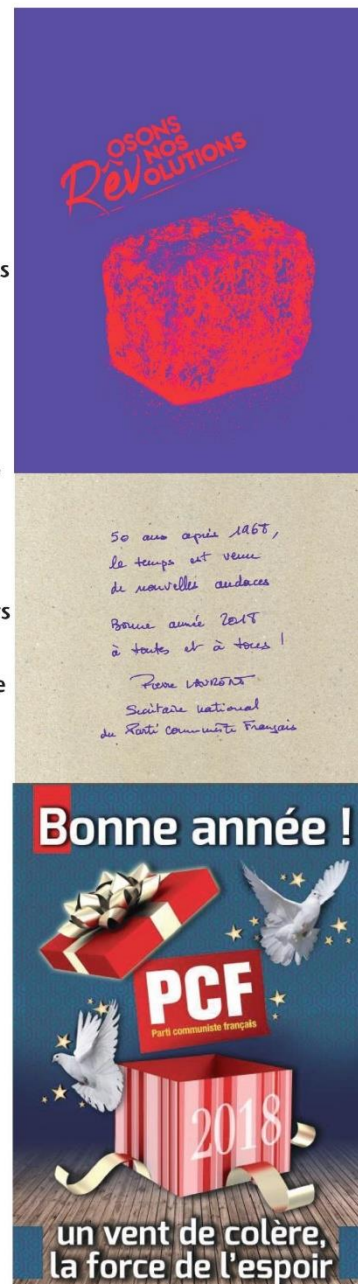 OSONS
NOS
RêvOLUTIONS
s
rs
e
50 ans après 1968,
le temps est venu
de nouvelles audaces
Bonne année 2018
à toutes et à tous !
Pierre LAURENT
Secrétaire national
du Parti communiste Français
Bonne année !
PCF
Parti communiste français
2018
un vent de colère,
la force de l'espoir